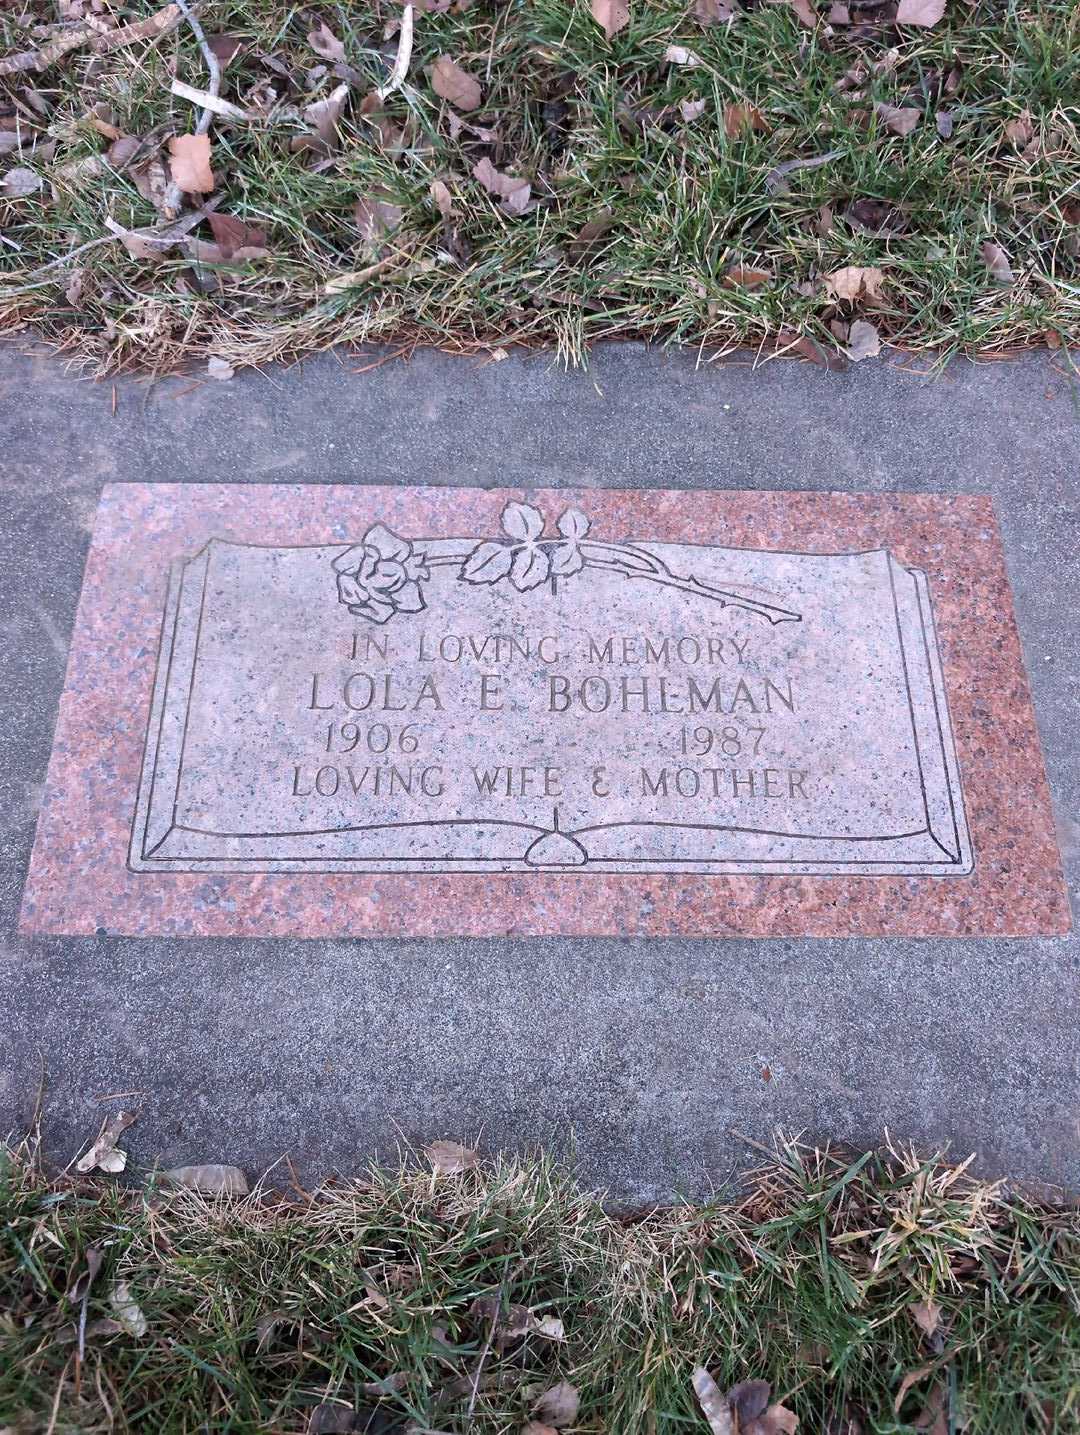 IN LOVING MEMORY
LOLA E. BOHLMAN
1906 1987
LOVING WIFE & MOTHER